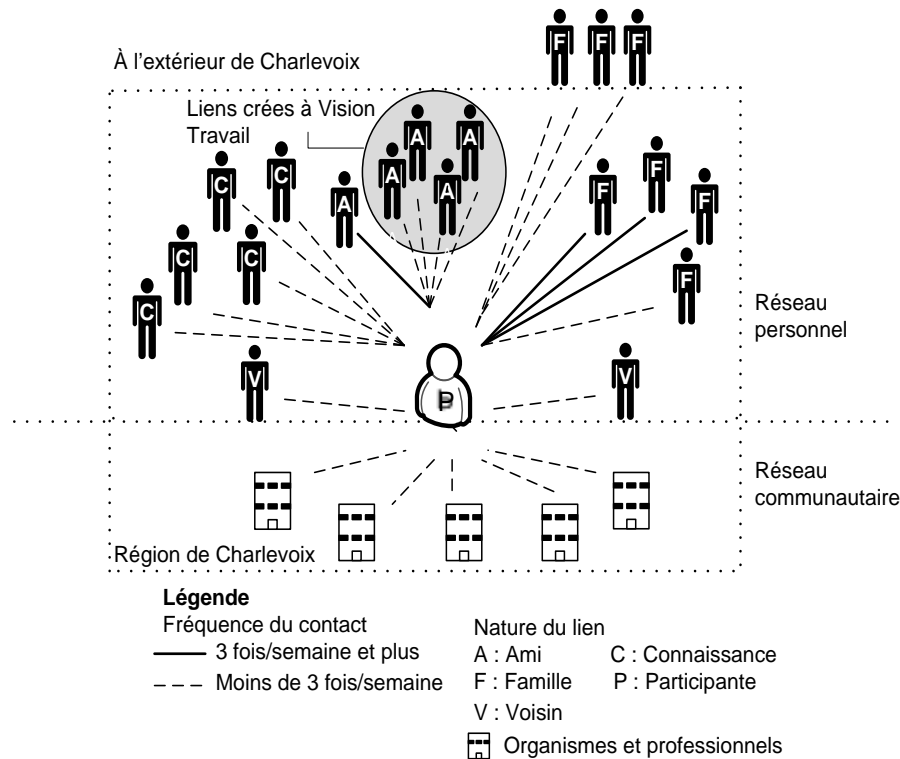 À l’extérieur de Charlevoix
F F F
Liens crées à Vision
Travail
A A
C C A A A
F F F
C C C
F
Réseau
personnel
V V
P
Réseau
communautaire
Région de Charlevoix
Légende
Fréquence du contact
3 fois/semaine et plus
Moins de 3 fois/semaine
Nature du lien
A : Ami C : Connaissance
F : Famille P : Participante
V : Voisin
Organismes et professionnels